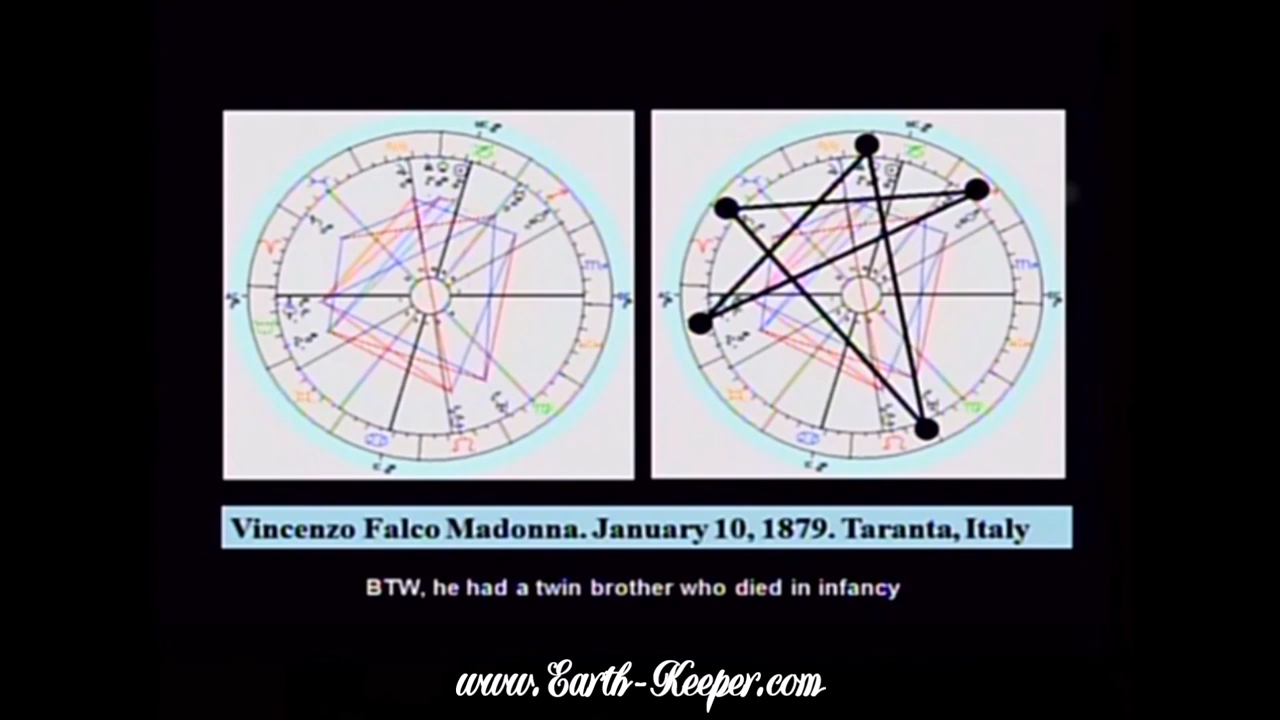 Vincenzo Falco Madonna. January 10, 1879. Taranta, Italy
BTW, he had a twin brother who died in infancy
www.Earth-Keeper.com